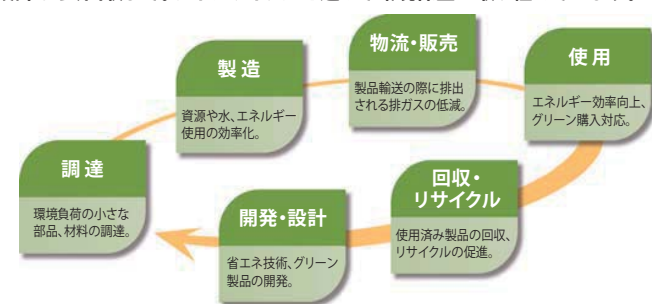 物流・販売
製品輸送の際に排出
される排ガスの低減。
使用
エネルギー効率向上、
グリーン購入対応。
製造
資源や水、エネルギー
使用の効率化。
調達
環境負荷の小さな
部品、材料の調達。
回収・
リサイクル
使用済み製品の回収、
リサイクルの促進。
開発・設計
省エネ技術、グリーン
製品の開発。